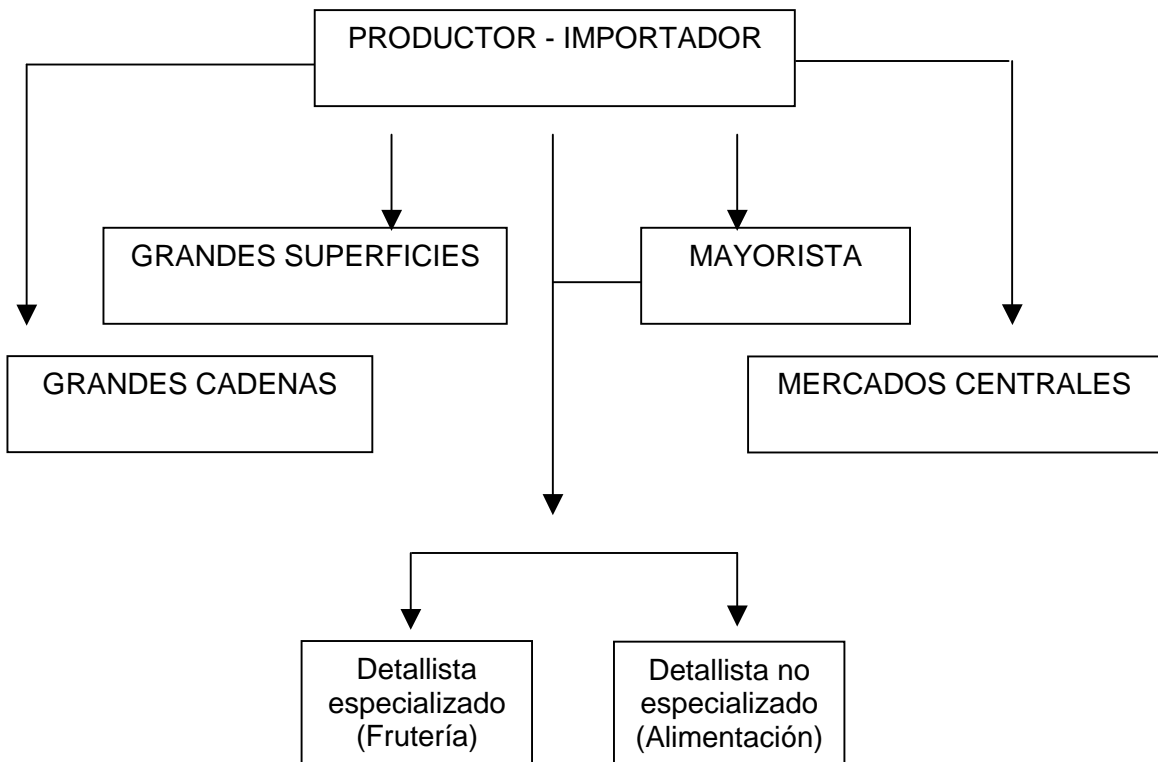 PRODUCTOR - IMPORTADOR
GRANDES SUPERFICIES
MAYORISTA
GRANDES CADENAS
MERCADOS CENTRALES
Detallista
especializado
(Frutería)
Detallista no
especializado
(Alimentación)